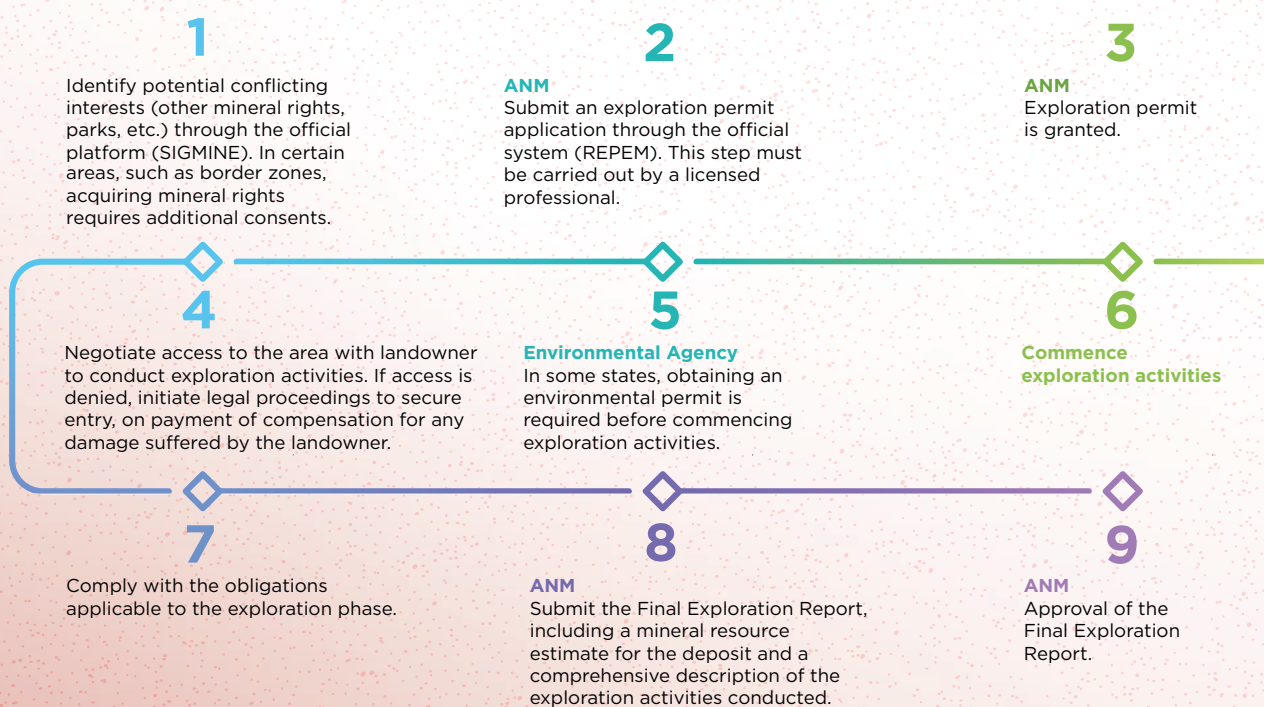 1
Identify potential conflicting
interests (other mineral rights,
parks, etc.) through the official
platform (SIGMINE). In certain
areas, such as border zones,
acquiring mineral rights
requires additional consents.
2
ANM
Submit an exploration permit
application through the official
system (REPEM). This step must
be carried out by a licensed
professional.
3
ANM
Exploration permit
is granted.
4
Negotiate access to the area with landowner
to conduct exploration activities. If access is
denied, initiate legal proceedings to secure
entry, on payment of compensation for any
damage suffered by the landowner.
5
Environmental Agency
In some states, obtaining an
environmental permit is
required before commencing
exploration activities.
6
Commence
exploration activities
7
Comply with the obligations
applicable to the exploration phase.
8
ANM
Submit the Final Exploration Report,
including a mineral resource
estimate for the deposit and a
comprehensive description of the
exploration activities conducted.
9
ANM
Approval of the
Final Exploration
Report.